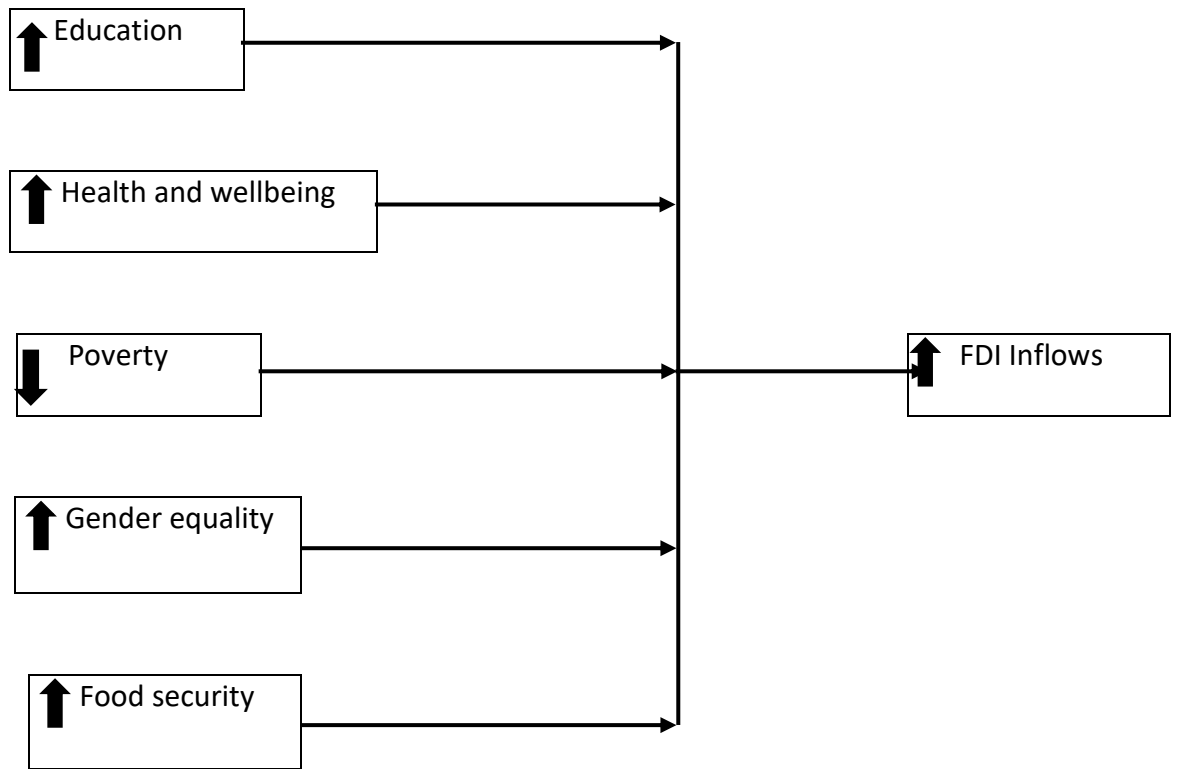 Education
Health and wellbeing
Poverty
FDI Inflows
Gender equality
Food security